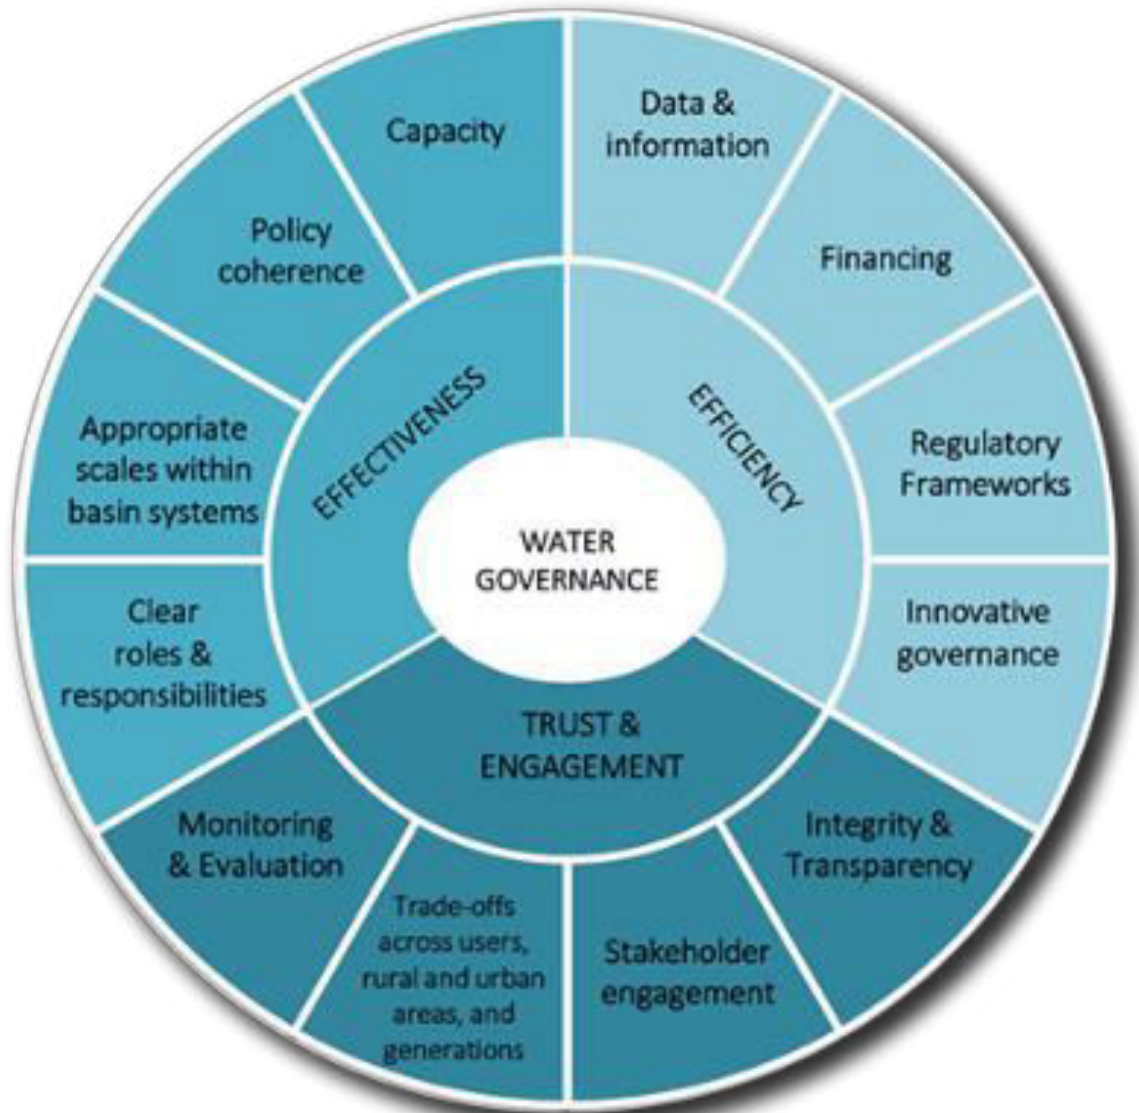 Capacity
Data &
information
Policy
coherence
Financing
Appropriate
scales within
basin systems
EFFECTIVENESS
EFFICIENCY
Regulatory
Frameworks
WATER
GOVERNANCE
Clear
roles &
responsibilities
Innovative
governance
TRUST &
ENGAGEMENT
Monitoring
& Evaluation
Integrity &
Transparency
Trade-offs
across users,
rural and urban
areas, and
generations
Stakeholder
engagement